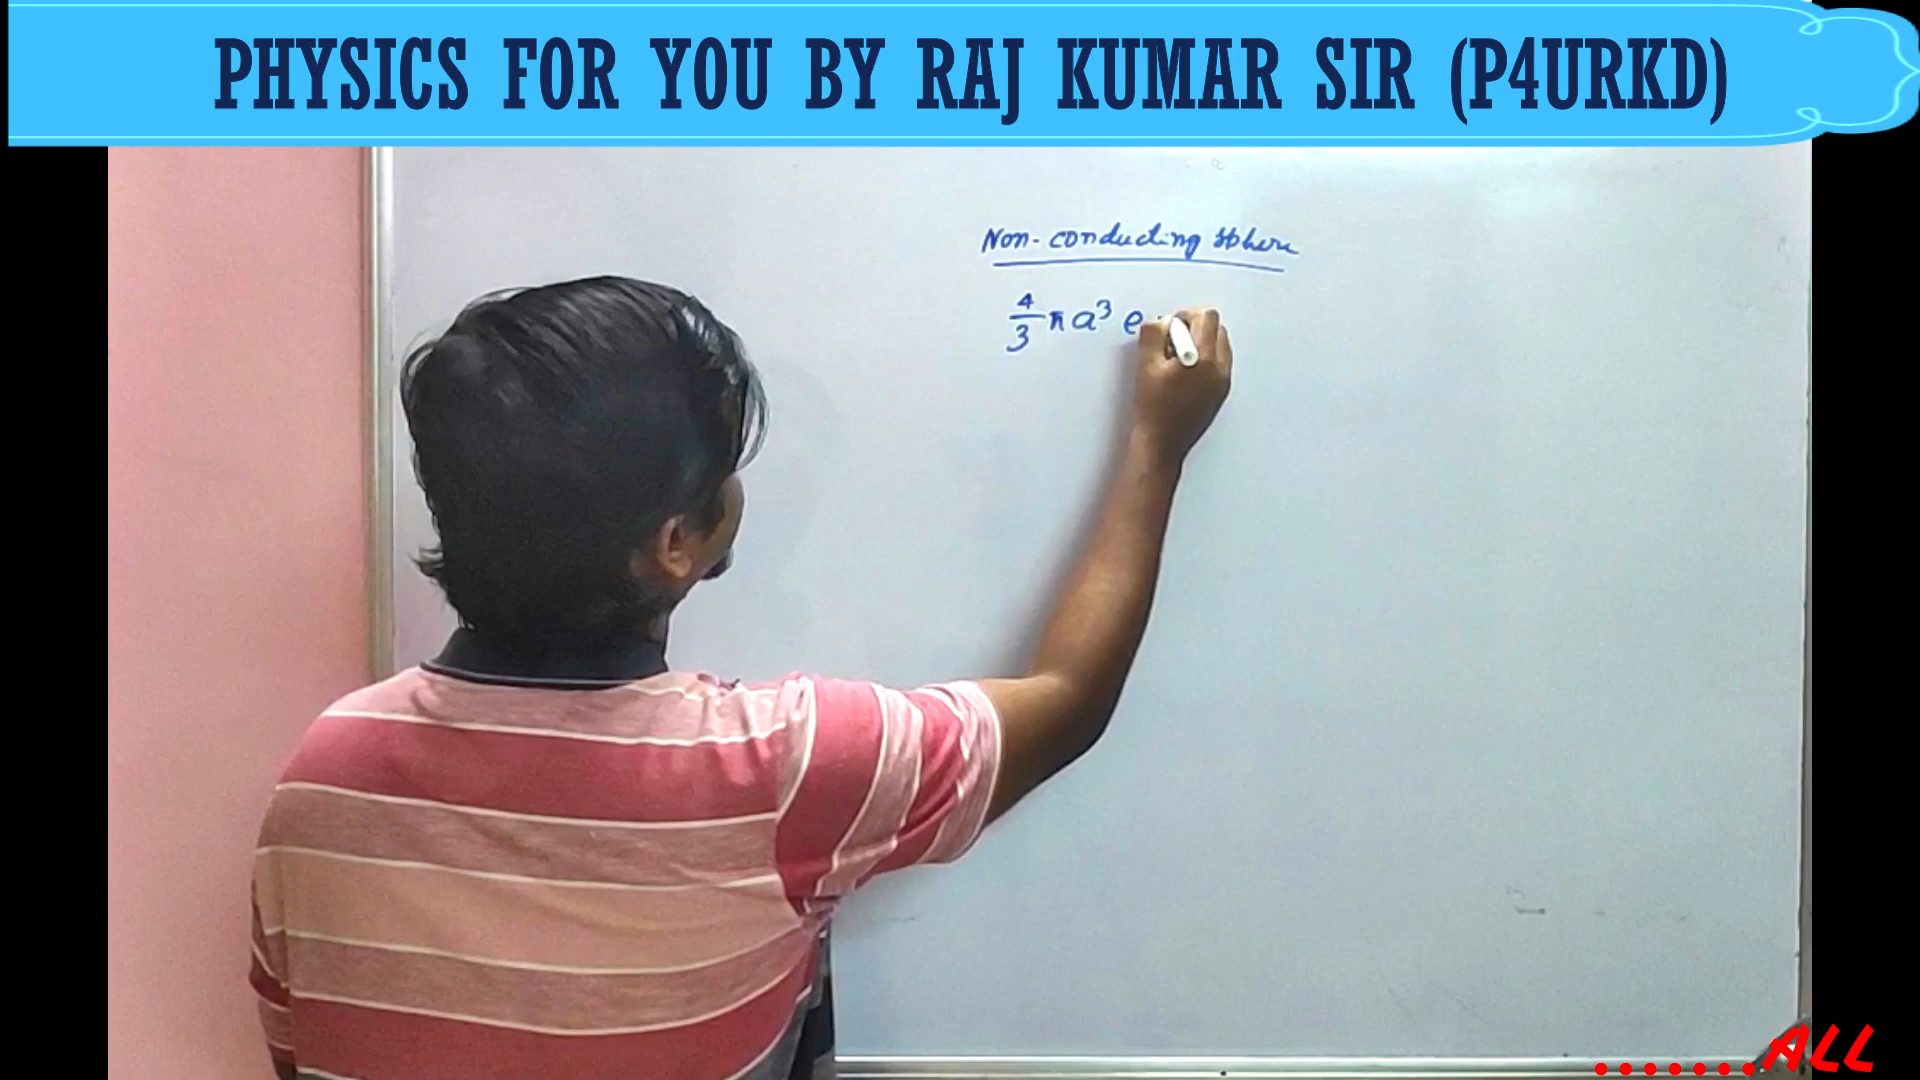 PHYSICS FOR YOU BY RAJ KUMAR SIR (P4URKD)
Non-conducting sphere
4/3 πa³ e
.......ALL